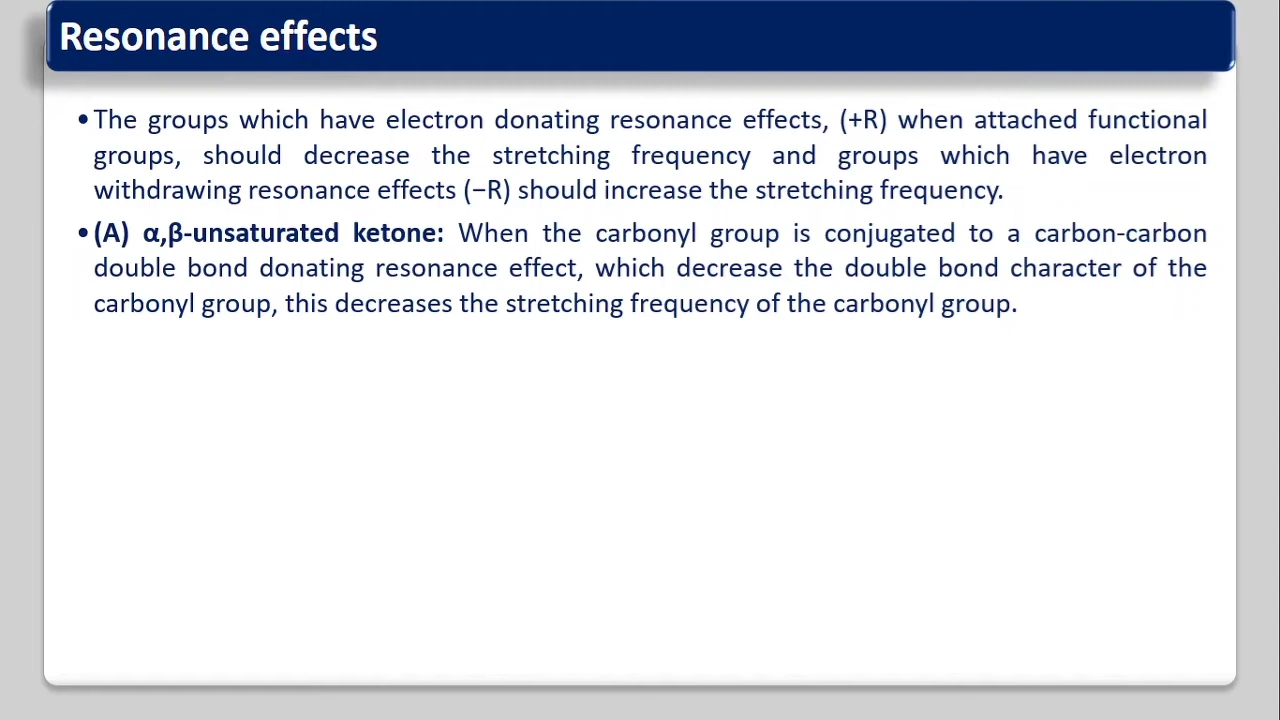 Resonance effects
•The groups which have electron donating resonance effects, (+R) when attached functional
groups, should decrease the stretching frequency and groups which have electron
withdrawing resonance effects (−R) should increase the stretching frequency.
•(A) α,β-unsaturated ketone: When the carbonyl group is conjugated to a carbon-carbon
double bond donating resonance effect, which decrease the double bond character of the
carbonyl group, this decreases the stretching frequency of the carbonyl group.